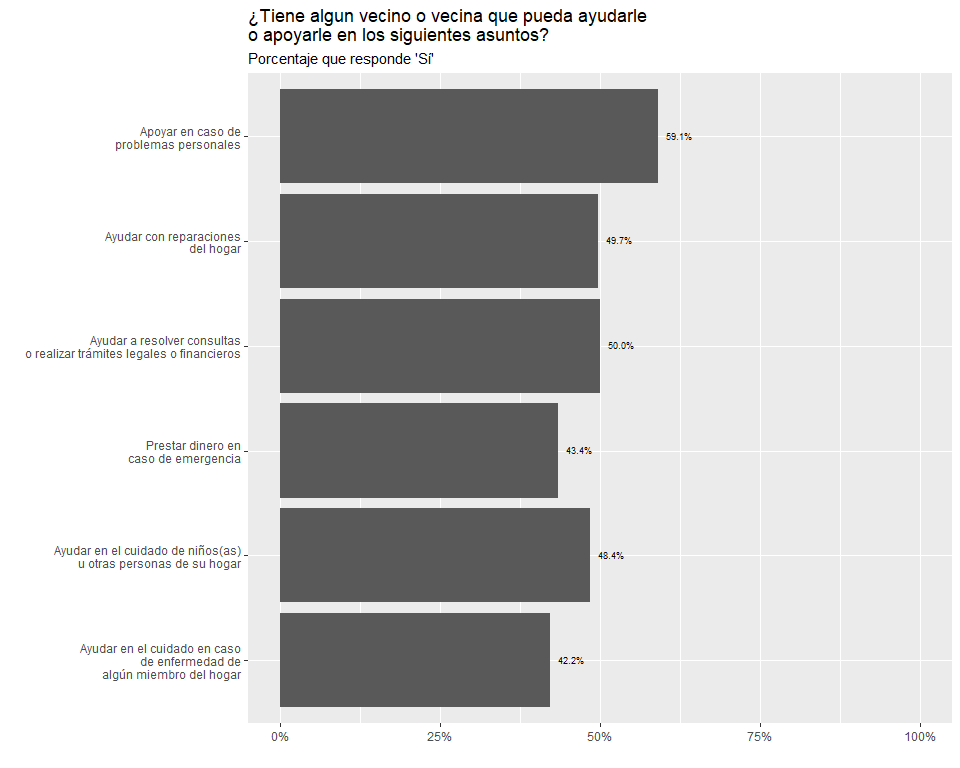 ¿Tiene algun vecino o vecina que pueda ayudarle
o apoyarle en los siguientes asuntos?
Porcentaje que responde 'Sí'
Apoyar en caso de
problemas personales
59.1%
Ayudar con reparaciones
del hogar
49.7%
Ayudar a resolver consultas
o realizar trámites legales o financieros
50.0%
Prestar dinero en
caso de emergencia
43.4%
Ayudar en el cuidado de niños(as)
u otras personas de su hogar
48.4%
Ayudar en el cuidado en caso
de enfermedad de
algún miembro del hogar
42.2%
0%
25%
50%
75%
100%